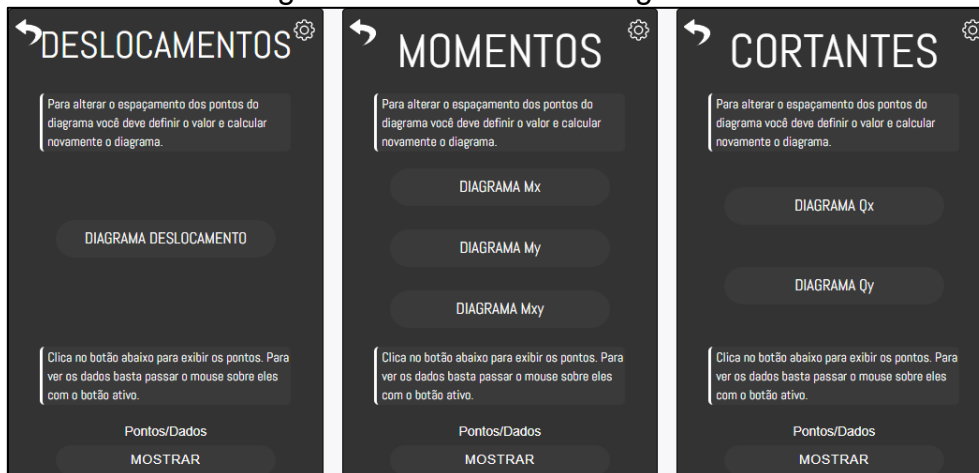 DESLOCAMENTOS
Para alterar o espaçamento dos pontos do
diagrama você deve definir o valor e calcular
novamente o diagrama.
DIAGRAMA DESLOCAMENTO
Clica no botão abaixo para exibir os pontos. Para
ver os dados basta passar o mouse sobre eles
com o botão ativo.
Pontos/Dados
MOSTRAR
MOMENTOS
Para alterar o espaçamento dos pontos do
diagrama você deve definir o valor e calcular
novamente o diagrama.
DIAGRAMA Mx
DIAGRAMA My
DIAGRAMA Mxy
Clica no botão abaixo para exibir os pontos. Para
ver os dados basta passar o mouse sobre eles
com o botão ativo.
Pontos/Dados
MOSTRAR
CORTANTES
Para alterar o espaçamento dos pontos do
diagrama você deve definir o valor e calcular
novamente o diagrama.
DIAGRAMA Qx
DIAGRAMA Qy
Clica no botão abaixo para exibir os pontos. Para
ver os dados basta passar o mouse sobre eles
com o botão ativo.
Pontos/Dados
MOSTRAR